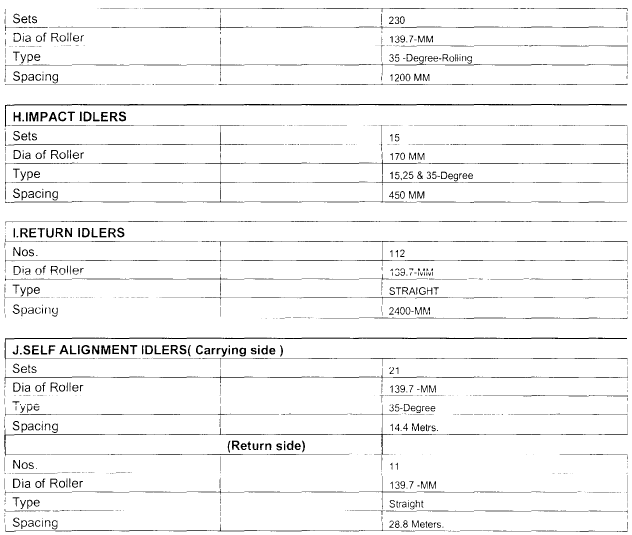 Sets 230
Dia of Roller 139.7-MM
Type 35 -Degree-Rolling
Spacing 1200 MM
H.IMPACT IDLERS
Sets 15
Dia of Roller 170 MM
Type 15,25 & 35-Degree
Spacing 450 MM
I.RETURN IDLERS
Nos. 112
Dia of Roller 139.7-MM
Type STRAIGHT
Spacing 2400-MM
J.SELF ALIGNMENT IDLERS( Carrying side )
Sets 21
Dia of Roller 139.7 -MM
Type 35-Degree
Spacing 14.4 Metrs.
(Return side)
Nos. 11
Dia of Roller 139.7 -MM
Type Straight
Spacing 28.8 Meters.